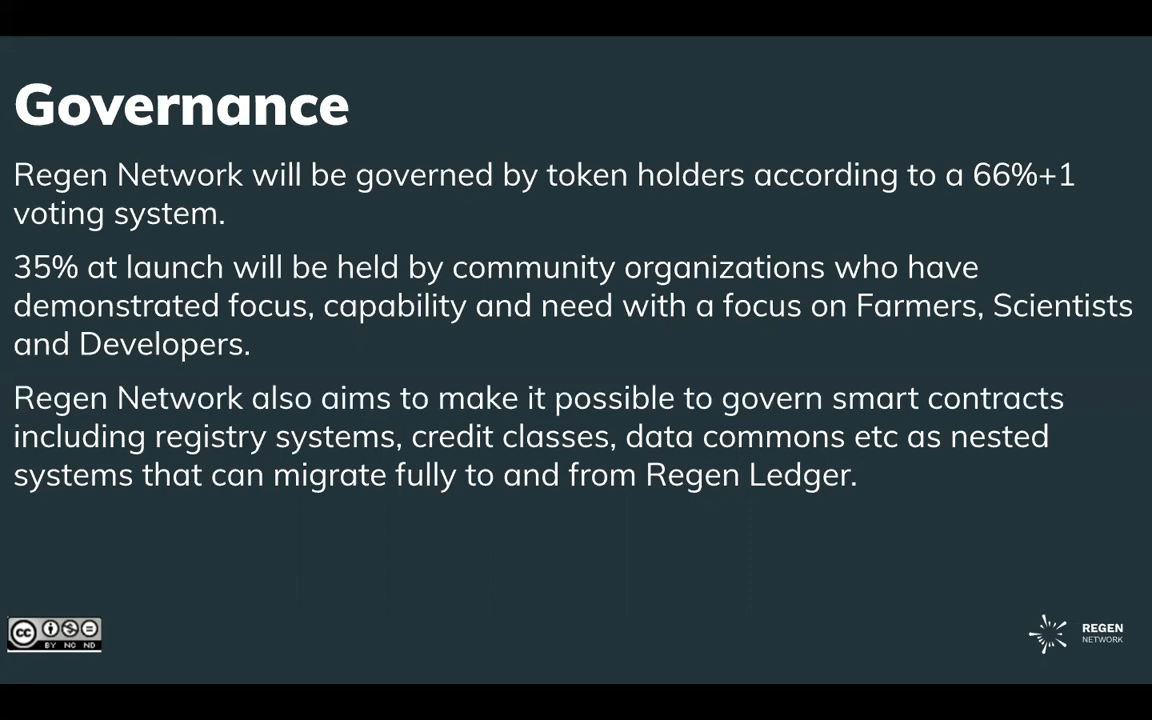 Governance
Regen Network will be governed by token holders according to a 66%+1
voting system.
35% at launch will be held by community organizations who have
demonstrated focus, capability and need with a focus on Farmers, Scientists
and Developers.
Regen Network also aims to make it possible to govern smart contracts
including registry systems, credit classes, data commons etc as nested
systems that can migrate fully to and from Regen Ledger.
cc
BY NC ND
REGEN
NETWORK